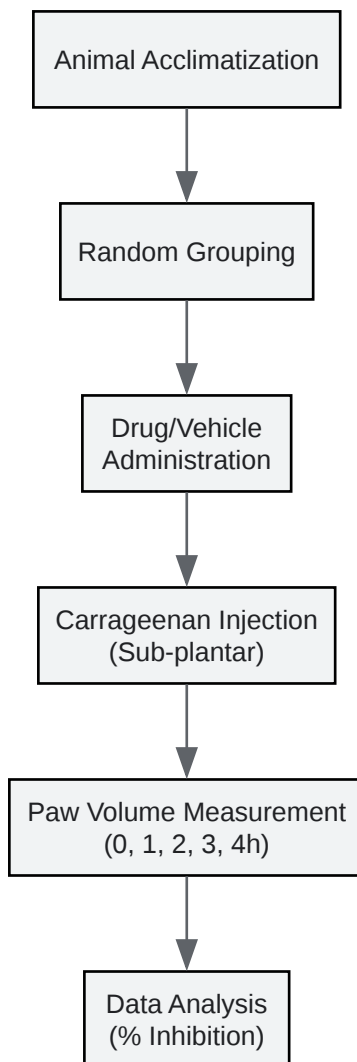 Animal Acclimatization
Random Grouping
Drug/Vehicle
Administration
Carrageenan Injection
(Sub-plantar)
Paw Volume Measurement
(0, 1, 2, 3, 4h)
Data Analysis
(% Inhibition)